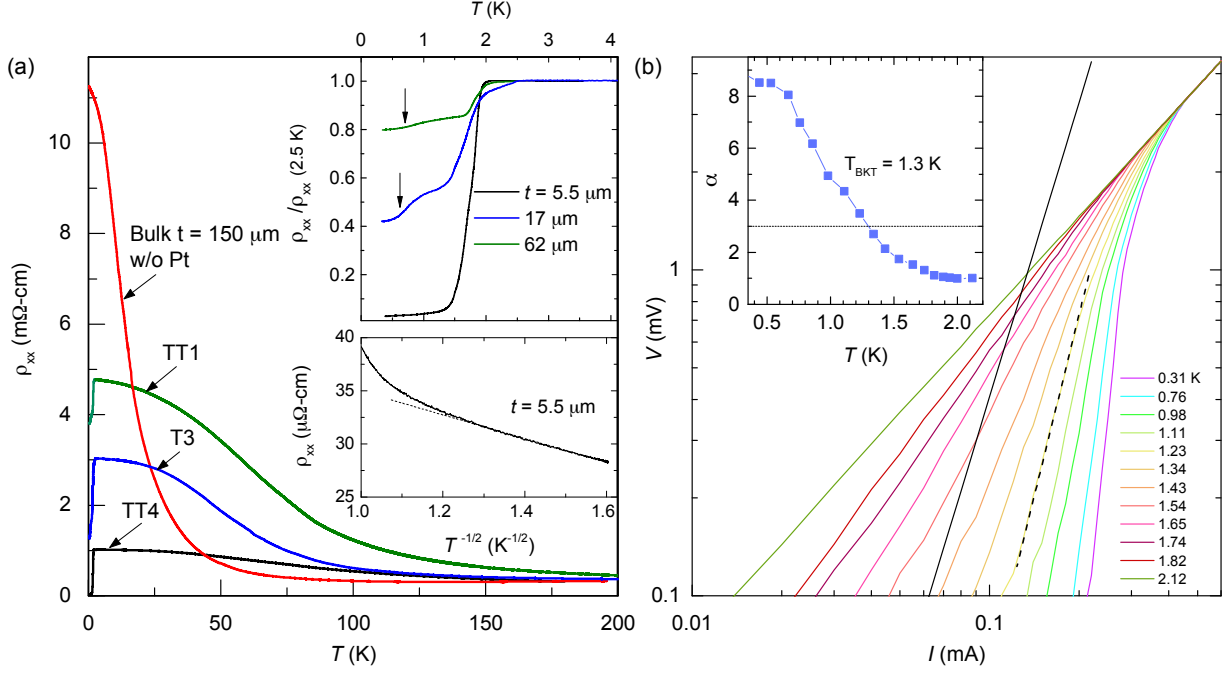 T (K)
0 1 2 3 4
(a)
ρxx (mΩ-cm)
10
8
6
4
2
0
0 25 50 75 100 125 150 175 200
T (K)
Bulk t = 150 μm
w/o Pt
TT1
T3
TT4
ρxx /ρxx (2.5 K)
1.0
0.8
0.6
0.4
0.2
t = 5.5 μm
17 μm
62 μm
ρxx (μΩ-cm)
40
35
30
25
t = 5.5 μm
1.0 1.2 1.4 1.6
T -1/2 (K-1/2)
(b)
V (mV)
1
0.1
0.01 0.1
I (mA)
α
8
6
4
2
0
TBKT = 1.3 K
0.5 1.0 1.5 2.0
T (K)
0.31 K
0.76
0.98
1.11
1.23
1.34
1.43
1.54
1.65
1.74
1.82
2.12